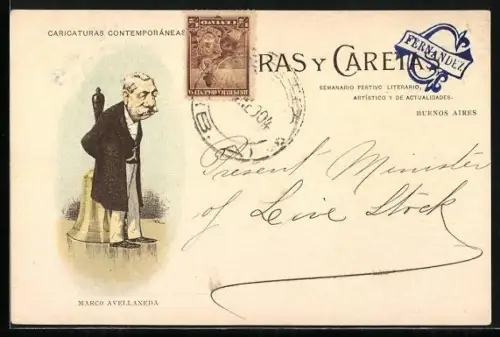 CARICATURAS CONTEMPORÁNEAS
RAS Y CARETAS
FERNANDEZ
SEMANARIO FESTIVO LITERARIO,
ARTÍSTICO Y DE ACTUALIDADES.
BUENOS AIRES
Present Minister
of Live Stock
MARCO AVELLANEDA